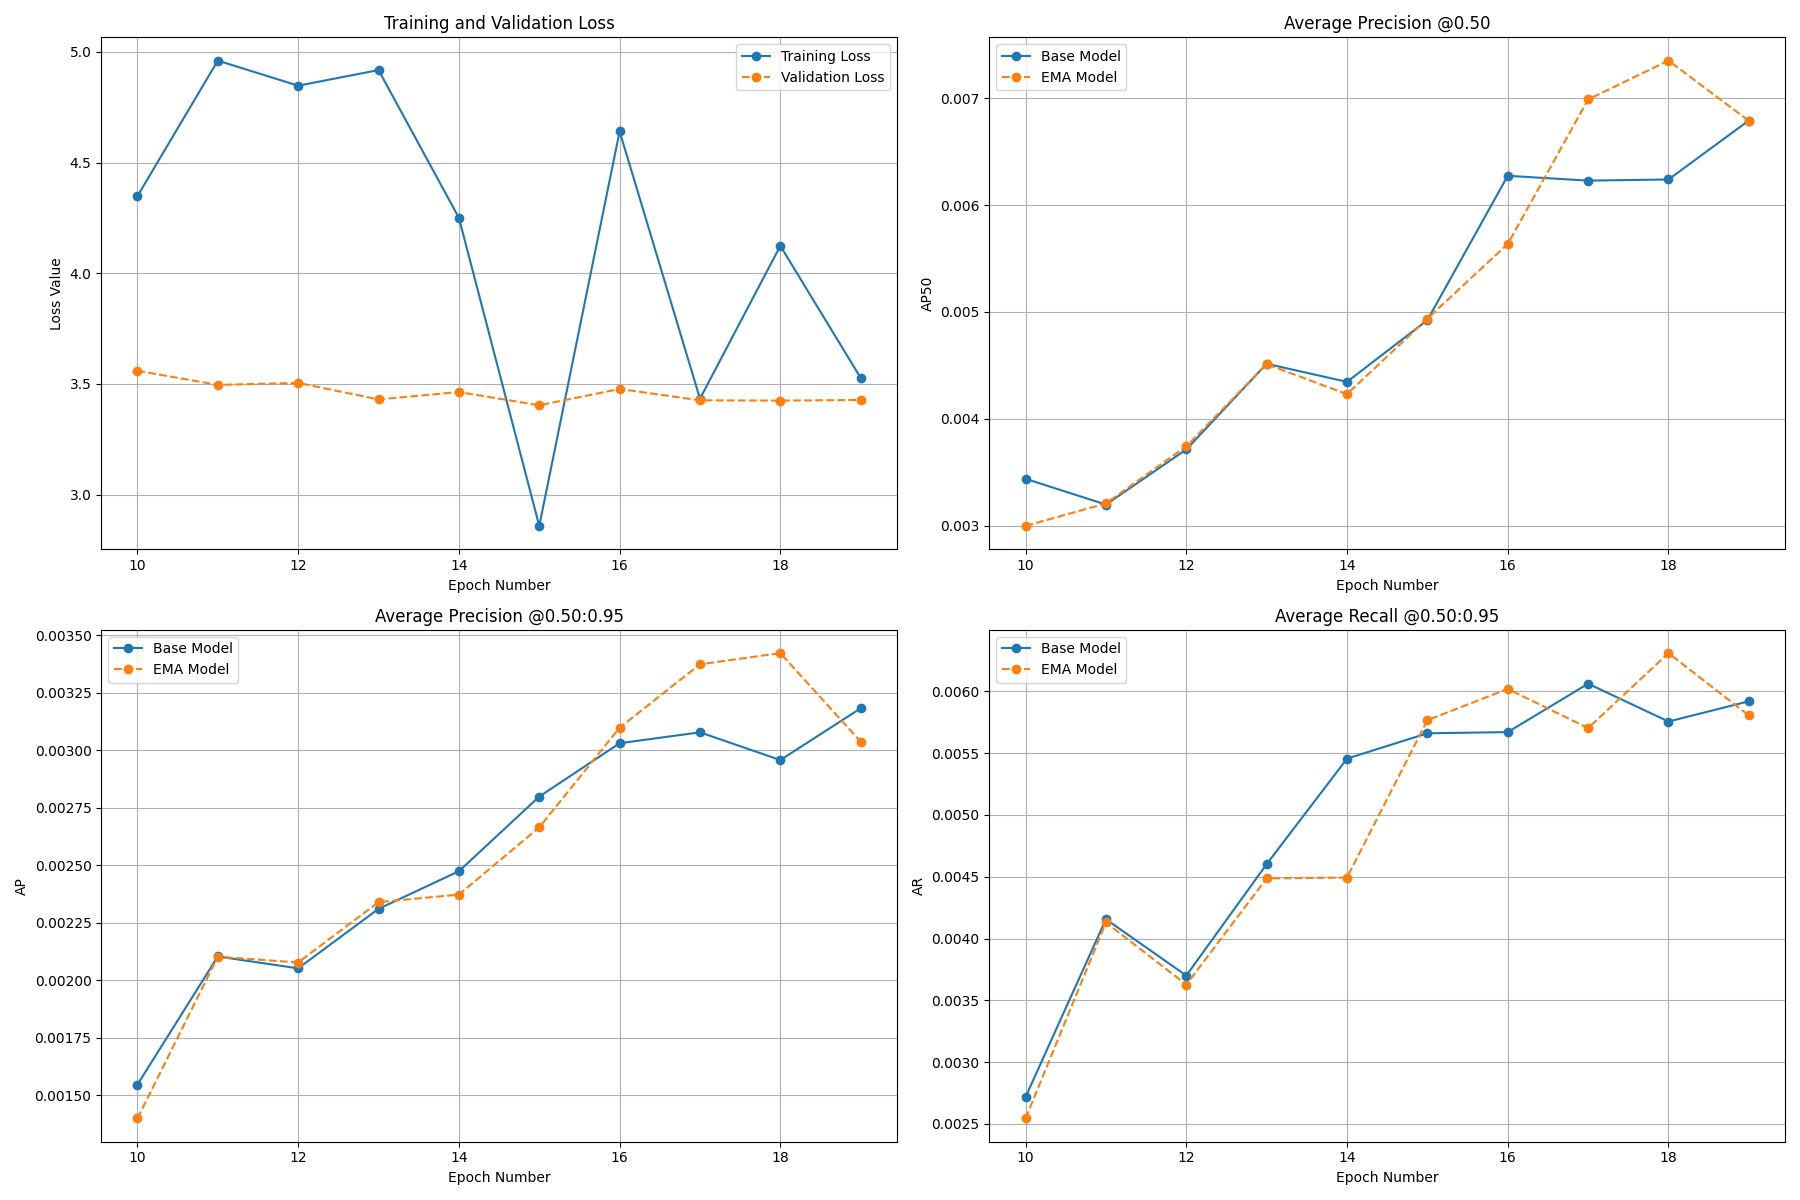 Training and Validation Loss
Training Loss
Validation Loss
5.0
4.5
4.0
3.5
3.0
Loss Value
10 12 14 16 18
Epoch Number
Average Precision @0.50
Base Model
EMA Model
0.007
0.006
0.005
0.004
0.003
AP50
10 12 14 16 18
Epoch Number
Average Precision @0.50:0.95
Base Model
EMA Model
0.00350
0.00325
0.00300
0.00275
0.00250
0.00225
0.00200
0.00175
0.00150
AP
10 12 14 16 18
Epoch Number
Average Recall @0.50:0.95
Base Model
EMA Model
0.0060
0.0055
0.0050
0.0045
0.0040
0.0035
0.0030
0.0025
AR
10 12 14 16 18
Epoch Number